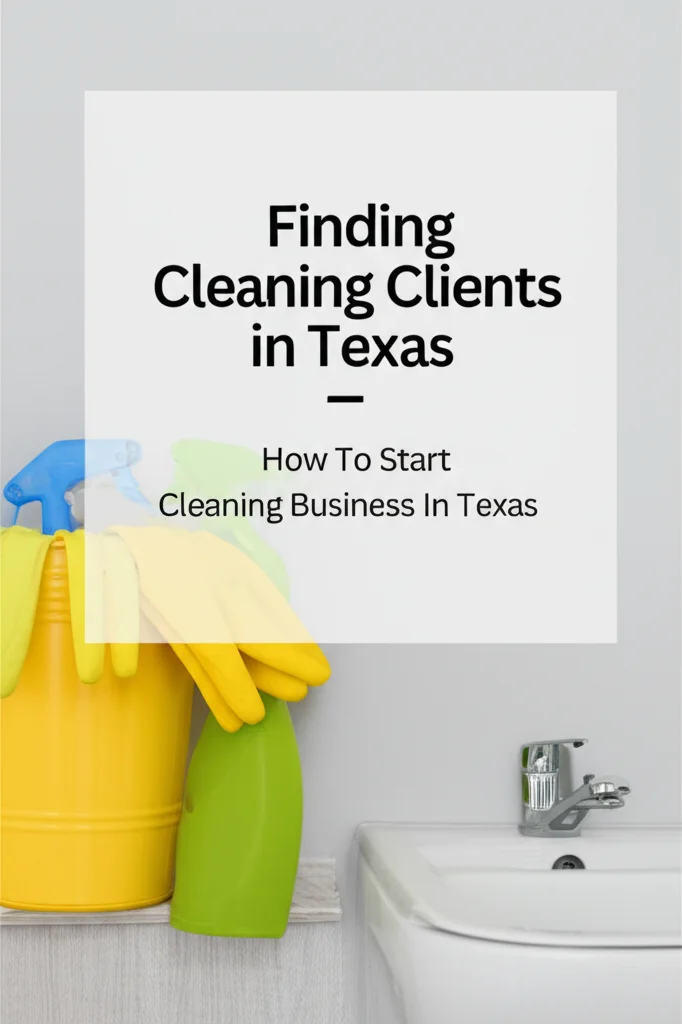 Finding
Cleaning Clients
in Texas
How To Start
Cleaning Business In Texas